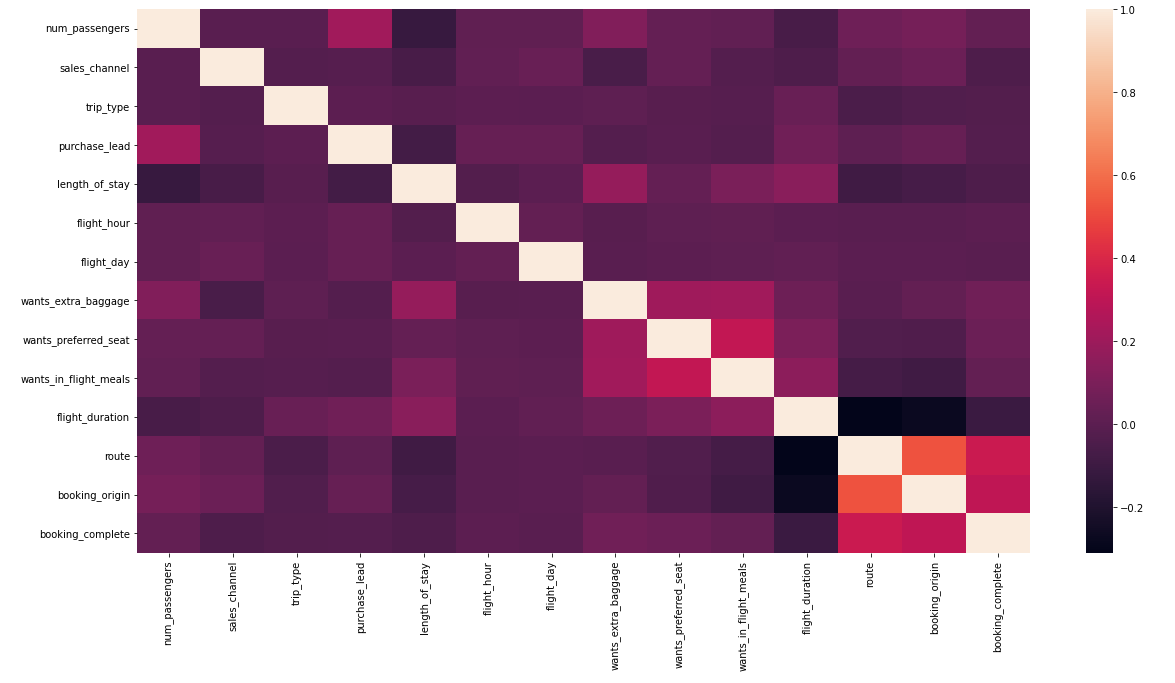 num_passengers
sales_channel
trip_type
purchase_lead
length_of_stay
flight_hour
flight_day
wants_extra_baggage
wants_preferred_seat
wants_in_flight_meals
flight_duration
route
booking_origin
booking_complete
num_passengers
sales_channel
trip_type
purchase_lead
length_of_stay
flight_hour
flight_day
wants_extra_baggage
wants_preferred_seat
wants_in_flight_meals
flight_duration
route
booking_origin
booking_complete
1.0
0.8
0.6
0.4
0.2
0.0
−0.2